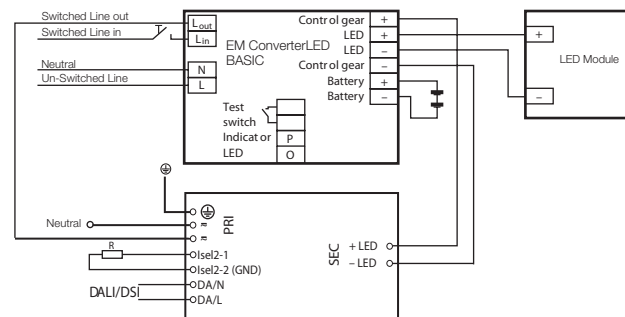 Switched Line out
Switched Line in
Neutral
Un-Switched Line
Lout
Lin
N
L
EM ConverterLED
BASIC
Test
switch
Indicator
LED
P
O
Control gear +
LED +
LED –
Control gear –
Battery +
Battery –
+
–
LED Module
Neutral
R
DALI/DSI
PRI
≈
≈
Isel2-1
Isel2-2 (GND)
DA/N
DA/L
SEC
+ LED
– LED